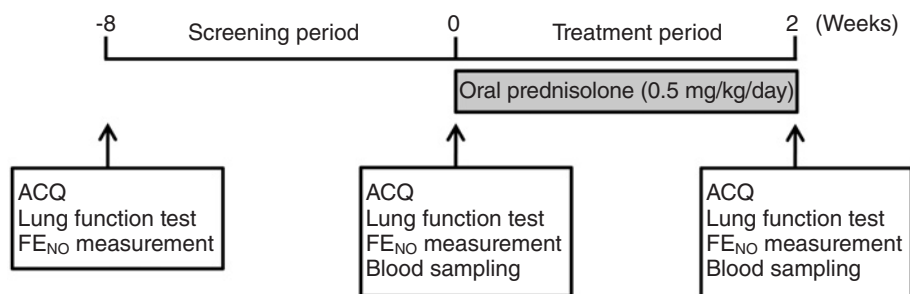 -8 Screening period 0 Treatment period 2 (Weeks)
Oral prednisolone (0.5 mg/kg/day)
ACQ
Lung function test
FENO measurement
ACQ
Lung function test
FENO measurement
Blood sampling
ACQ
Lung function test
FENO measurement
Blood sampling